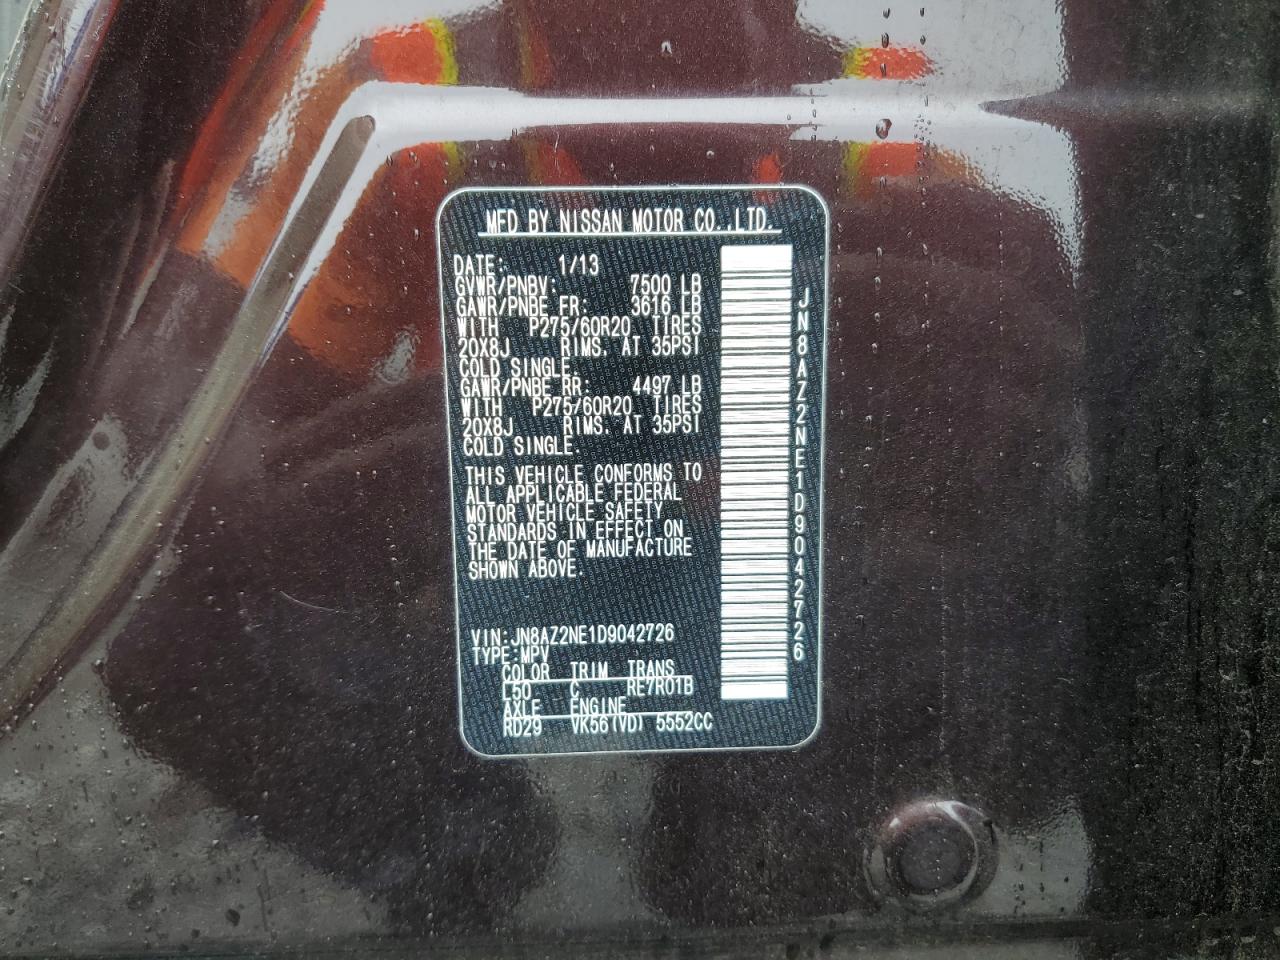 MFD BY NISSAN MOTOR CO.,LTD.
DATE: 1/13
GVWR/PNBV: 7500 LB
GAWR/PNBE FR: 3616 LB
WITH P275/60R20 TIRES
20X8J RIMS. AT 35PSI
COLD SINGLE.
GAWR/PNBE RR: 4497 LB
WITH P275/60R20 TIRES
20X8J RIMS. AT 35PSI
COLD SINGLE.
THIS VEHICLE CONFORMS TO
ALL APPLICABLE FEDERAL
MOTOR VEHICLE SAFETY
STANDARDS IN EFFECT ON
THE DATE OF MANUFACTURE
SHOWN ABOVE.
VIN:JN8AZ2NE1D9042726
TYPE:MPV
COLOR TRIM TRANS
L50 C RE7R01B
AXLE ENGINE
RD29 VK56(VD) 5552CC
JN8AZ2NE1D9042726